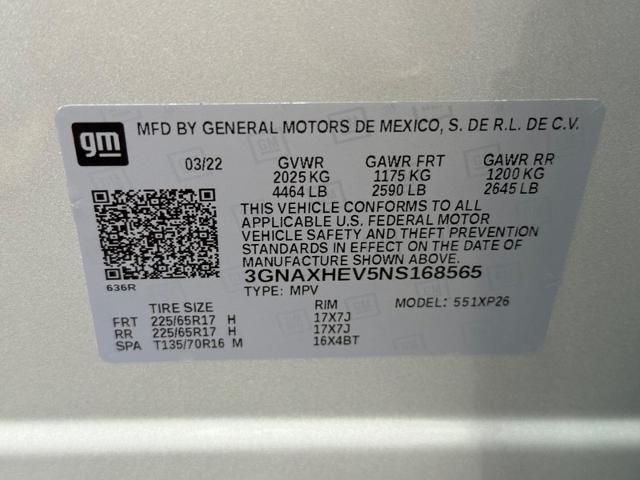 gm MFD BY GENERAL MOTORS DE MEXICO, S. DE R.L. DE C.V.
03/22 GVWR GAWR FRT GAWR RR
2025 KG 1175 KG 1200 KG
4464 LB 2590 LB 2645 LB
THIS VEHICLE CONFORMS TO ALL
APPLICABLE U.S. FEDERAL MOTOR
VEHICLE SAFETY AND THEFT PREVENTION
STANDARDS IN EFFECT ON THE DATE OF
MANUFACTURE SHOWN ABOVE.
3GNAXHEV5NS168565
636R TYPE: MPV MODEL: 551XP26
TIRE SIZE RIM
FRT 225/65R17 H 17X7J
RR 225/65R17 H 17X7J
SPA T135/70R16 M 16X4BT